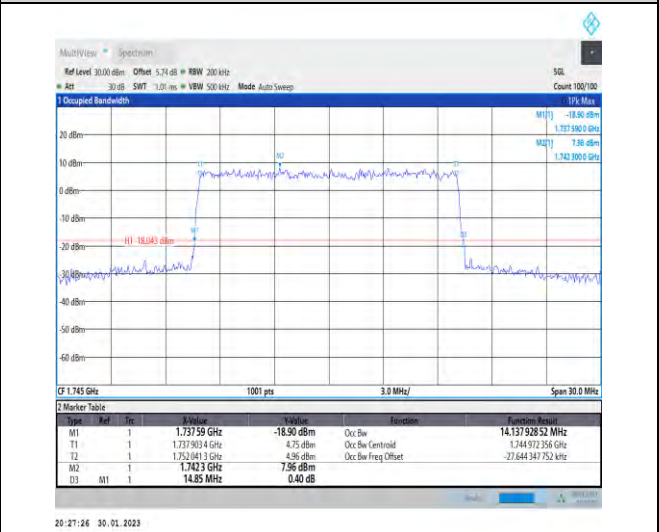 MultiView Spectrum
Ref Level 30.00 dBm Offset 5.74 dB RBW 200 kHz SGL
Att 30 dB SWT 1.01 ms VBW 500 kHz Mode Auto Sweep Count 100/100
1 Occupied Bandwidth 1Pk Max
M1[1] -18.90 dBm
1.737 590 0 GHz
M2[1] 7.98 dBm
1.742 300 0 GHz
20 dBm
M2
10 dBm
T1
0 dBm
-10 dBm
M1
D3
H1 -18.043 dBm
-20 dBm
-30 dBm
-40 dBm
-50 dBm
-60 dBm
CF 1.745 GHz 1001 pts 3.0 MHz/ Span 30.0 MHz
2 Marker Table
Type Ref Trc X-Value Y-Value Function Function Result
M1 1 1.737 59 GHz -18.90 dBm Occ Bw 14.137 928 52 MHz
T1 1 1.737 903 4 GHz 4.75 dBm Occ Bw Centroid 1.744 972 356 GHz
T2 1 1.752 041 3 GHz 4.96 dBm Occ Bw Freq Offset -27.644 347 752 kHz
M2 1 1.742 3 GHz 7.96 dBm
D3 M1 1 14.85 MHz 0.40 dB
20:27:26 30.01.2023